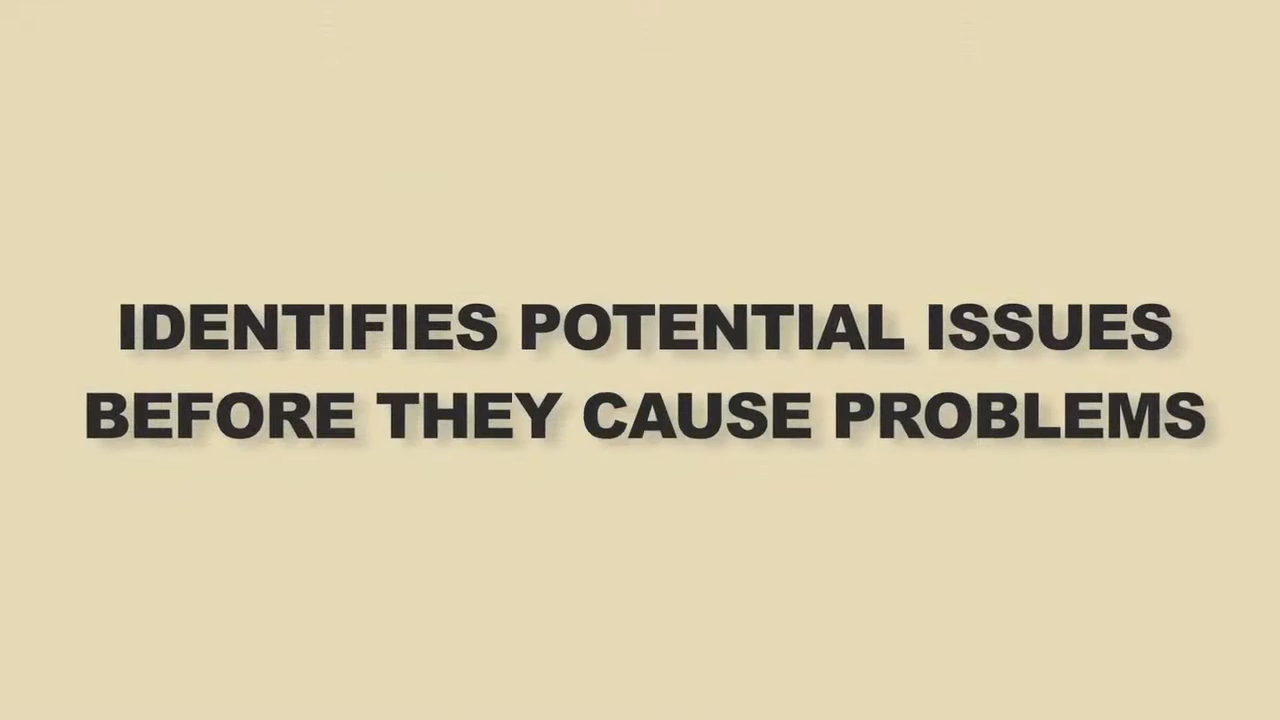 IDENTIFIES POTENTIAL ISSUES
BEFORE THEY CAUSE PROBLEMS